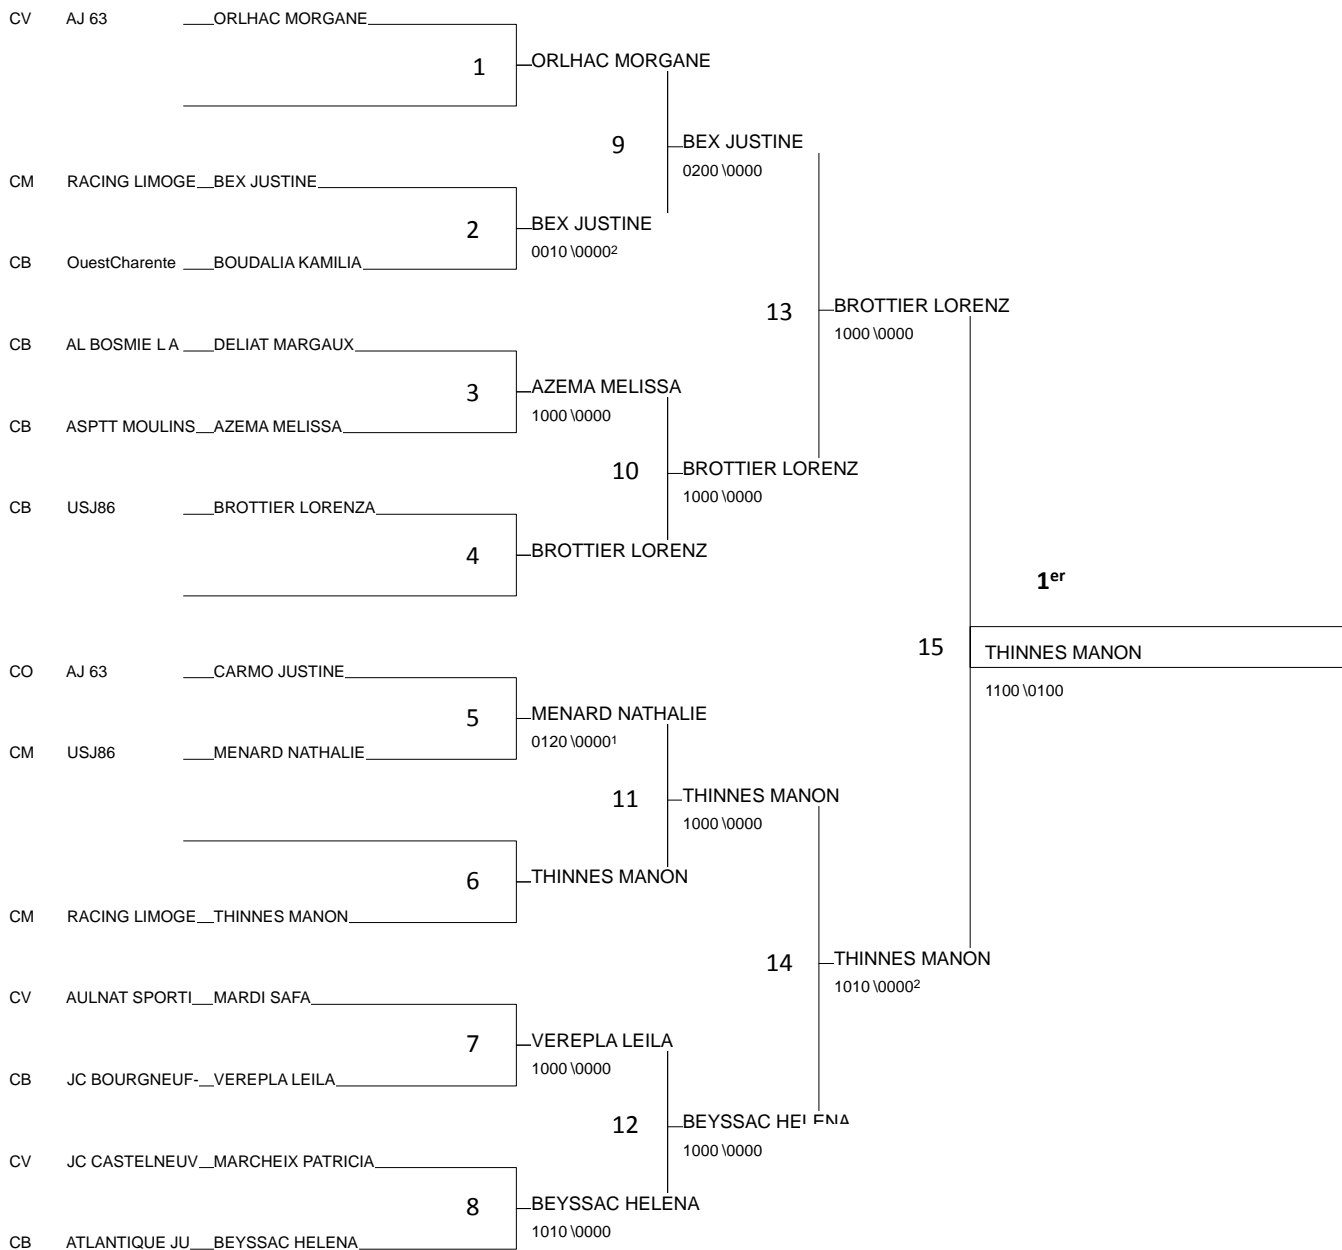 CV AJ 63 ORLHAC MORGANE
1 ORLHAC MORGANE
9 BEX JUSTINE
0200 \0000
CM RACING LIMOGE BEX JUSTINE
2 BEX JUSTINE
0010 \0000²
CB OuestCharente BOUDALIA KAMILIA
13 BROTTIER LORENZ
1000 \0000
CB AL BOSMIE L A DELIAT MARGAUX
3 AZEMA MELISSA
1000 \0000
CB ASPTT MOULINS AZEMA MELISSA
10 BROTTIER LORENZ
1000 \0000
CB USJ86 BROTTIER LORENZA
4 BROTTIER LORENZ
1er
15 THINNES MANON
1100 \0100
CO AJ 63 CARMO JUSTINE
5 MENARD NATHALIE
0120 \0000¹
CM USJ86 MENARD NATHALIE
11 THINNES MANON
1000 \0000
6 THINNES MANON
CM RACING LIMOGE THINNES MANON
14 THINNES MANON
1010 \0000²
CV AULNAT SPORTI MARDI SAFA
7 VEREPLA LEILA
1000 \0000
CB JC BOURGNEUF- VEREPLA LEILA
12 BEYSSAC HELENA
1000 \0000
CV JC CASTELNEUV MARCHEIX PATRICIA
8 BEYSSAC HELENA
1010 \0000
CB ATLANTIQUE JU BEYSSAC HELENA